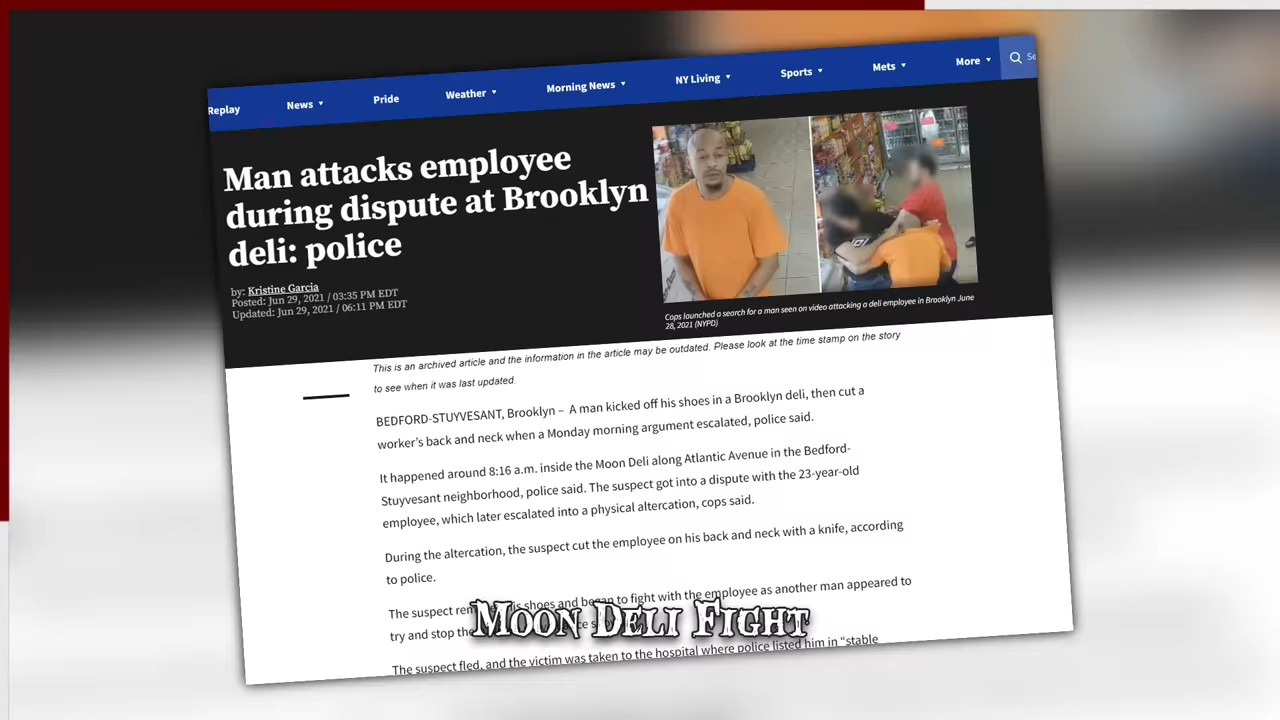 Replay News Pride Weather Morning News NY Living Sports Mets More
Man attacks employee
during dispute at Brooklyn
deli: police
by: Kristine Garcia
Posted: Jun 29, 2021 / 03:35 PM EDT
Updated: Jun 29, 2021 / 06:11 PM EDT
Cops launched a search for a man seen on video attacking a deli employee in Brooklyn June
28, 2021 (NYPD)
This is an archived article and the information in the article may be outdated. Please look at the time stamp on the story
to see when it was last updated.
BEDFORD-STUYVESANT, Brooklyn – A man kicked off his shoes in a Brooklyn deli, then cut a
worker's back and neck when a Monday morning argument escalated, police said.
It happened around 8:16 a.m. inside the Moon Deli along Atlantic Avenue in the Bedford-
Stuyvesant neighborhood, police said. The suspect got into a dispute with the 23-year-old
employee, which later escalated into a physical altercation, cops said.
During the altercation, the suspect cut the employee on his back and neck with a knife, according
to police.
The suspect shoes and began to fight with the employee as another man appeared to
try and stop the
Moon Deli Fight
The suspect fled, and the victim was taken to the hospital where police listed him in “stable